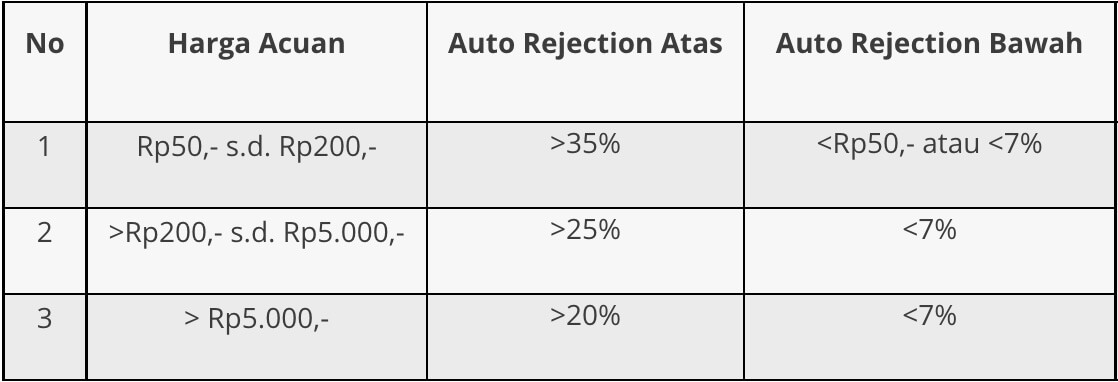 No Harga Acuan Auto Rejection Atas Auto Rejection Bawah
1 Rp50,- s.d. Rp200,- >35% <Rp50,- atau <7%
2 >Rp200,- s.d. Rp5.000,- >25% <7%
3 > Rp5.000,- >20% <7%